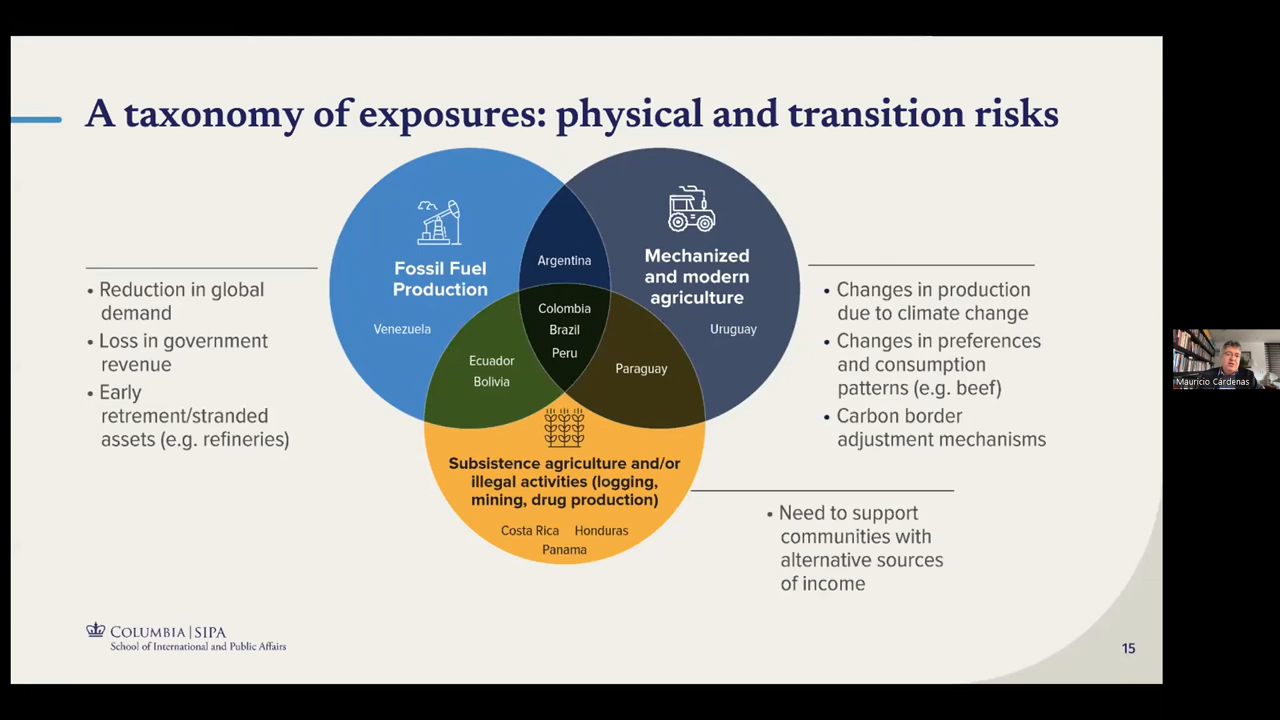 A taxonomy of exposures: physical and transition risks
Fossil Fuel
Production
Venezuela
Argentina
Mechanized
and modern
agriculture
Uruguay
Colombia
Brazil
Peru
Ecuador
Bolivia
Paraguay
Subsistence agriculture and/or
illegal activities (logging,
mining, drug production)
Costa Rica Honduras
Panama
• Reduction in global
demand
• Loss in government
revenue
• Early
retrement/stranded
assets (e.g. refineries)
• Changes in production
due to climate change
• Changes in preferences
and consumption
patterns (e.g. beef)
• Carbon border
adjustment mechanisms
• Need to support
communities with
alternative sources
of income
COLUMBIA | SIPA
School of International and Public Affairs
15
Mauricio Cárdenas